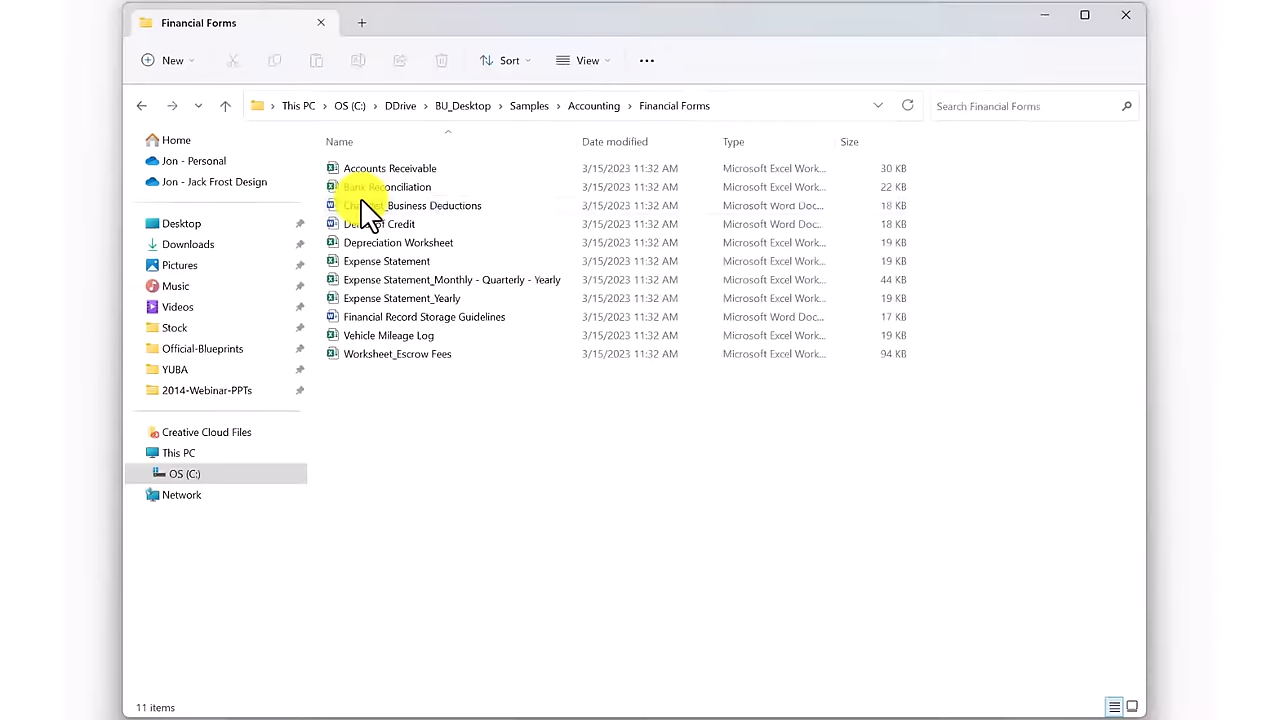 Financial Forms
New
Sort
View
This PC > OS (C:) > DDrive > BU_Desktop > Samples > Accounting > Financial Forms
Search Financial Forms
Home
Jon - Personal
Jon - Jack Frost Design
Desktop
Downloads
Pictures
Music
Videos
Stock
Official-Blueprints
YUBA
2014-Webinar-PPTs
Creative Cloud Files
This PC
OS (C:)
Network
Name Date modified Type Size
Accounts Receivable 3/15/2023 11:32 AM Microsoft Excel Work... 30 KB
Bank Reconciliation 3/15/2023 11:32 AM Microsoft Excel Work... 22 KB
_Business Deductions 3/15/2023 11:32 AM Microsoft Word Doc... 18 KB
of Credit 3/15/2023 11:32 AM Microsoft Word Doc... 18 KB
Depreciation Worksheet 3/15/2023 11:32 AM Microsoft Excel Work... 19 KB
Expense Statement 3/15/2023 11:32 AM Microsoft Excel Work... 19 KB
Expense Statement_Monthly - Quarterly - Yearly 3/15/2023 11:32 AM Microsoft Excel Work... 44 KB
Expense Statement_Yearly 3/15/2023 11:32 AM Microsoft Excel Work... 19 KB
Financial Record Storage Guidelines 3/15/2023 11:32 AM Microsoft Word Doc... 17 KB
Vehicle Mileage Log 3/15/2023 11:32 AM Microsoft Excel Work... 19 KB
Worksheet_Escrow Fees 3/15/2023 11:32 AM Microsoft Excel Work... 94 KB
11 items